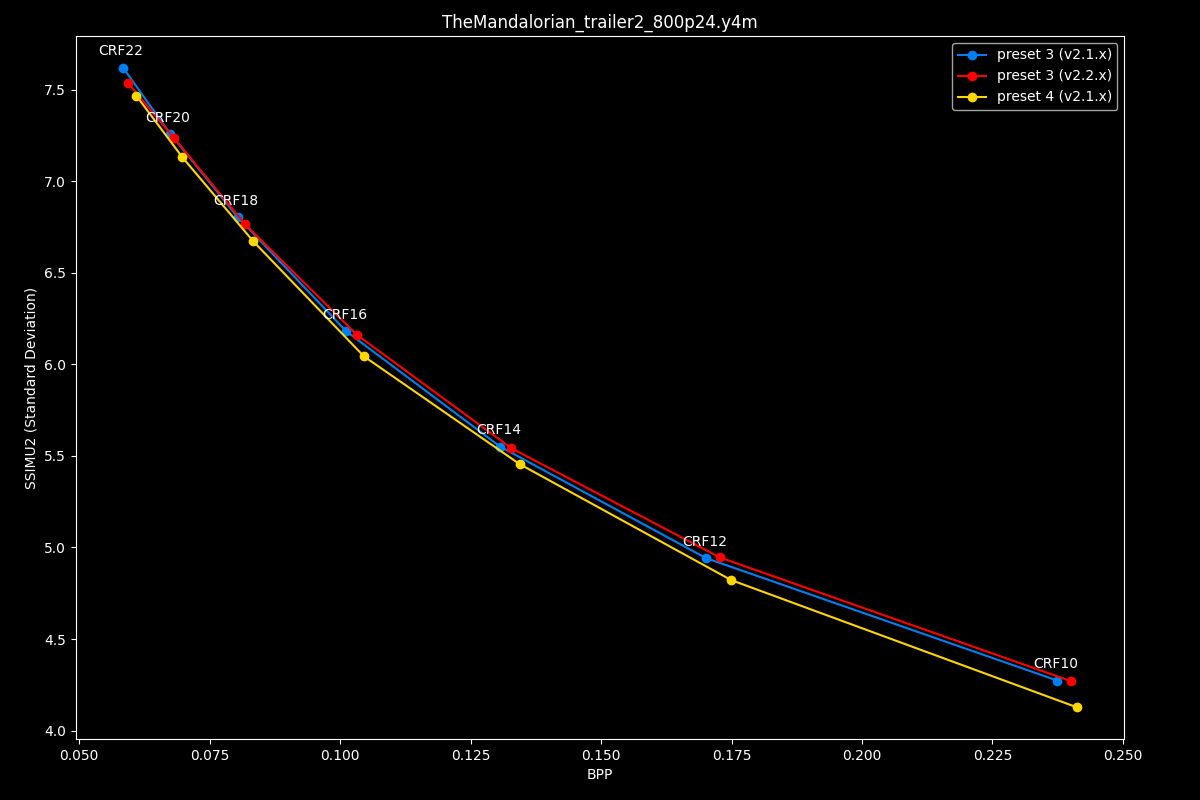 TheMandalorian_trailer2_800p24.y4m
CRF22
CRF20
CRF18
CRF16
CRF14
CRF12
CRF10
preset 3 (v2.1.x)
preset 3 (v2.2.x)
preset 4 (v2.1.x)
SSIMU2 (Standard Deviation)
7.5
7.0
6.5
6.0
5.5
5.0
4.5
4.0
0.050 0.075 0.100 0.125 0.150 0.175 0.200 0.225 0.250
BPP